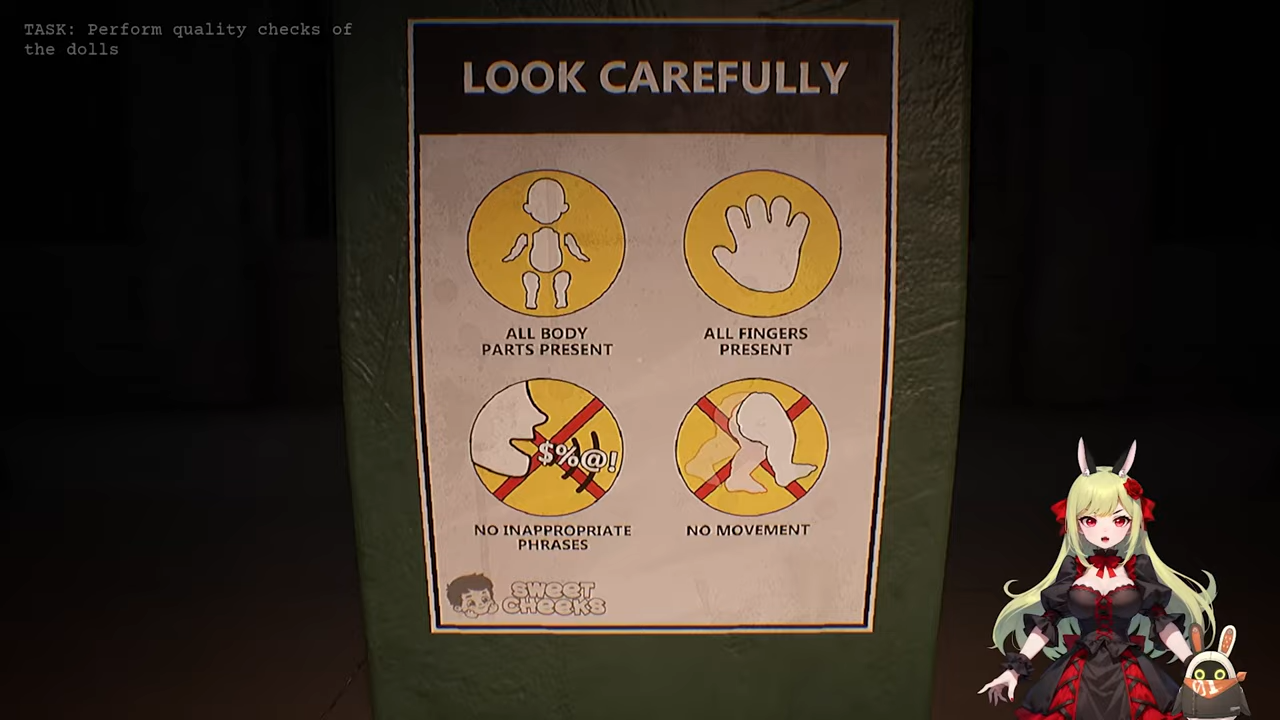 TASK: Perform quality checks of
the dolls
LOOK CAREFULLY
ALL BODY
PARTS PRESENT
ALL FINGERS
PRESENT
$%@!
NO INAPPROPRIATE
PHRASES
NO MOVEMENT
SWEET
CHEEKS